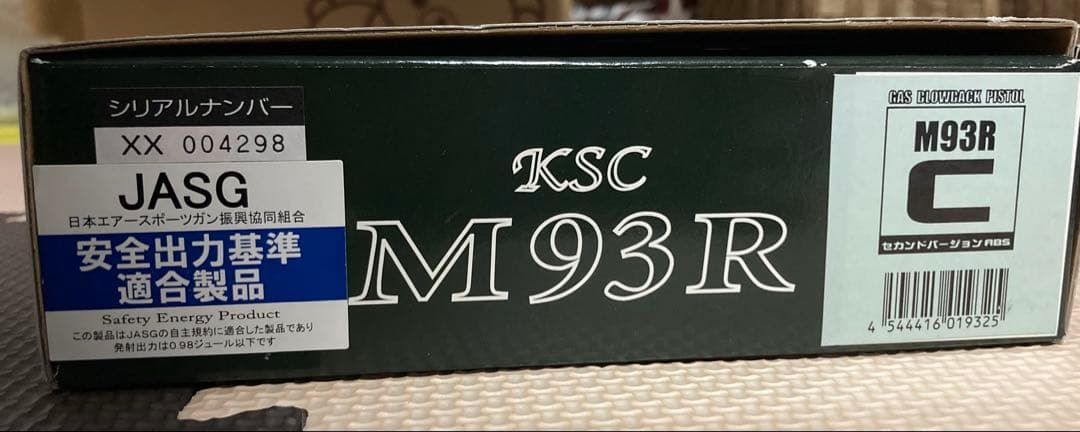 シリアルナンバー
XX 004298
JASG
日本エアースポーツガン振興協同組合
安全出力基準
適合製品
Safety Energy Product
この製品はJASGの自主規約に適合した製品であり
発射出力は0.98ジュール以下です
KSC
M93R
GAS BLOWBACK PISTOL
M93R
C
セカンドバージョンABS
4 544416 019325